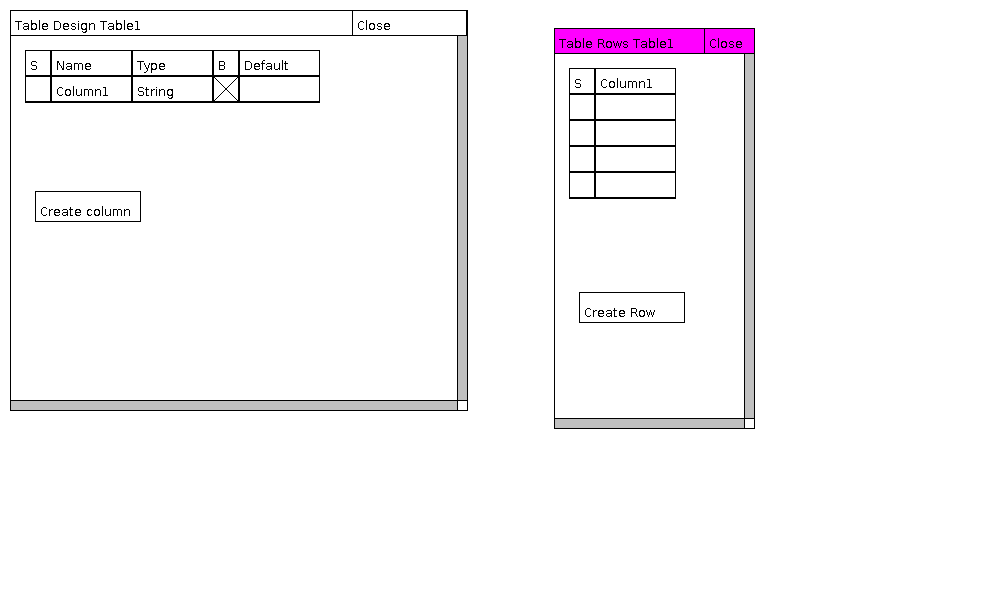 Table Design Table1 Close
S Name Type B Default
Column1 String
Create column
Table Rows Table1 Close
S Column1
Create Row